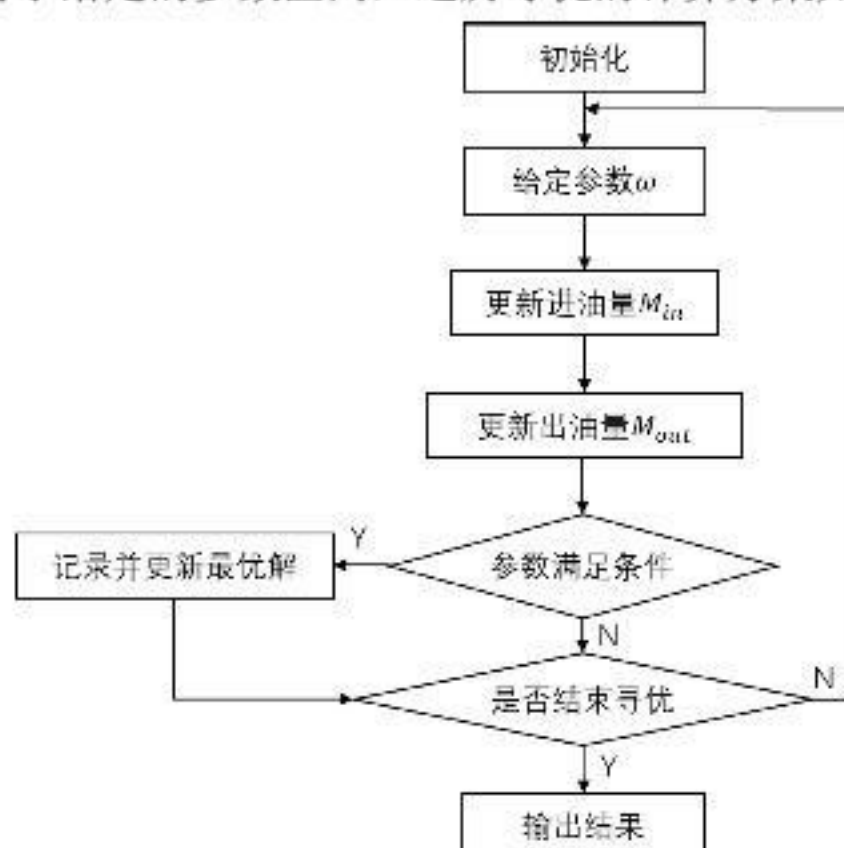 初始化
给定参数ω
更新进油量M_in
更新出油量M_out
参数满足条件
Y
记录并更新最优解
N
是否结束寻优
N
Y
输出结果